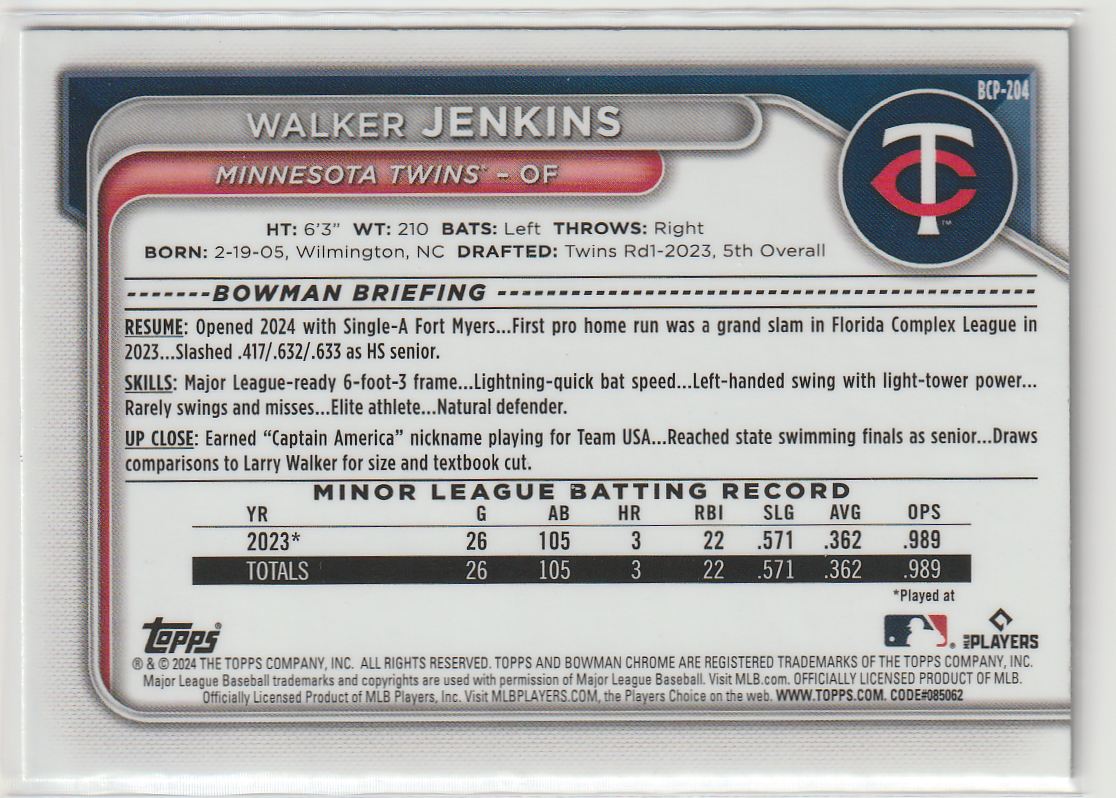 BCP-204
WALKER JENKINS
MINNESOTA TWINS - OF
TC™
HT: 6'3" WT: 210 BATS: Left THROWS: Right
BORN: 2-19-05, Wilmington, NC DRAFTED: Twins Rd1-2023, 5th Overall
-------BOWMAN BRIEFING --------------------------------------------------
RESUME: Opened 2024 with Single-A Fort Myers...First pro home run was a grand slam in Florida Complex League in
2023...Slashed .417/.632/.633 as HS senior.
SKILLS: Major League-ready 6-foot-3 frame...Lightning-quick bat speed...Left-handed swing with light-tower power...
Rarely swings and misses...Elite athlete...Natural defender.
UP CLOSE: Earned “Captain America” nickname playing for Team USA...Reached state swimming finals as senior...Draws
comparisons to Larry Walker for size and textbook cut.
MINOR LEAGUE BATTING RECORD
YR G AB HR RBI SLG AVG OPS
2023* 26 105 3 22 .571 .362 .989
TOTALS 26 105 3 22 .571 .362 .989
*Played at
TOPPS®
MLB PLAYERS
® & © 2024 THE TOPPS COMPANY, INC. ALL RIGHTS RESERVED. TOPPS AND BOWMAN CHROME ARE REGISTERED TRADEMARKS OF THE TOPPS COMPANY, INC.
Major League Baseball trademarks and copyrights are used with permission of Major League Baseball. Visit MLB.com. OFFICIALLY LICENSED PRODUCT OF MLB.
Officially Licensed Product of MLB Players, Inc. Visit MLBPLAYERS.COM, the Players Choice on the web. WWW.TOPPS.COM. CODE#085062